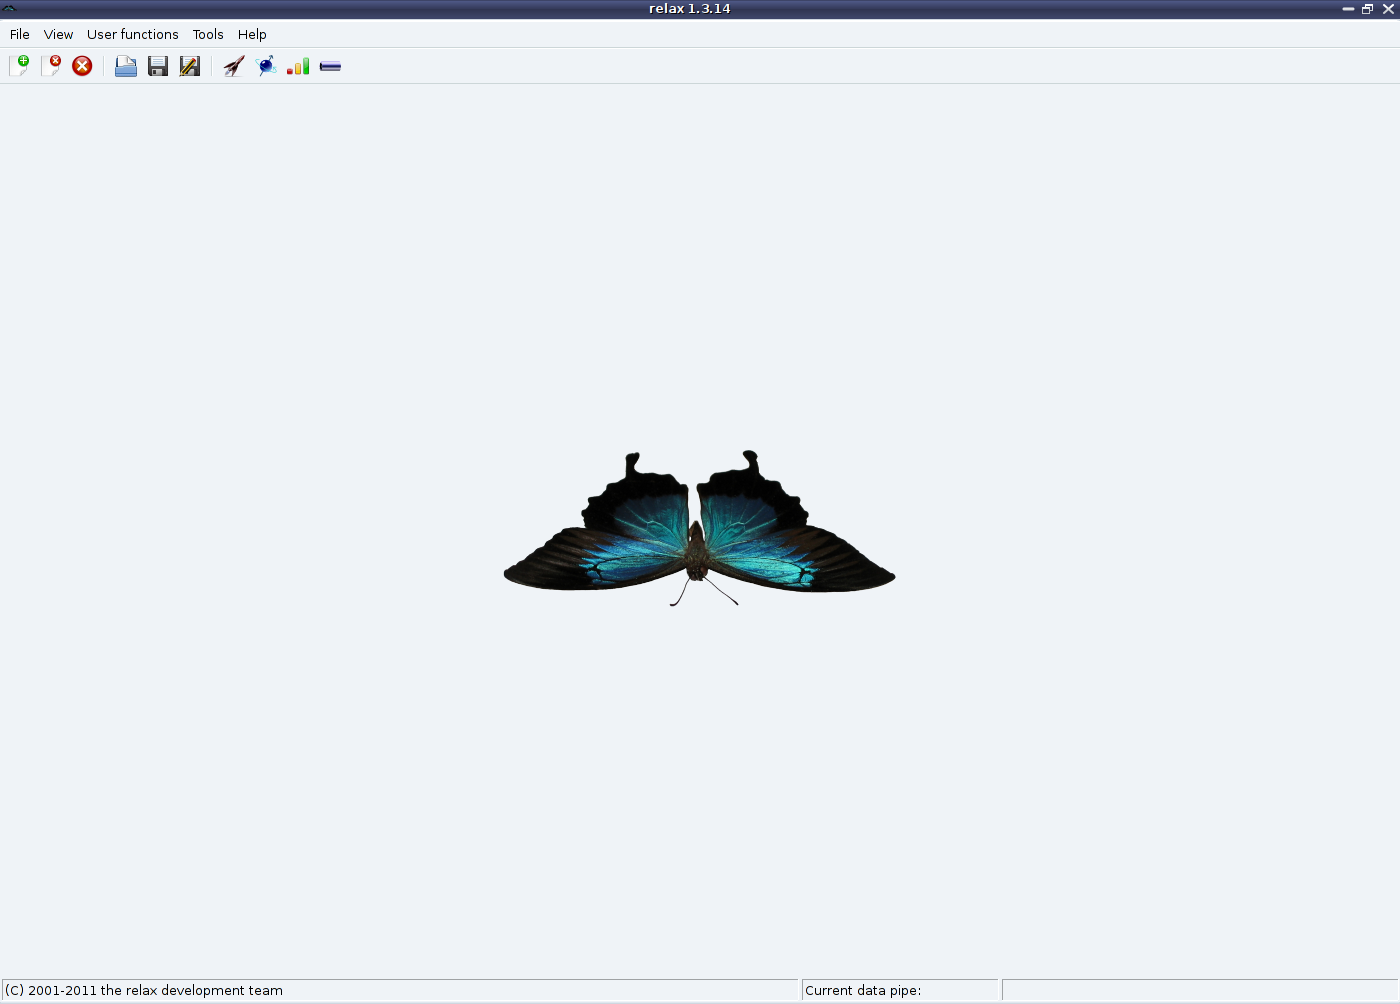 relax 1.3.14
File View User functions Tools Help
(C) 2001-2011 the relax development team
Current data pipe: